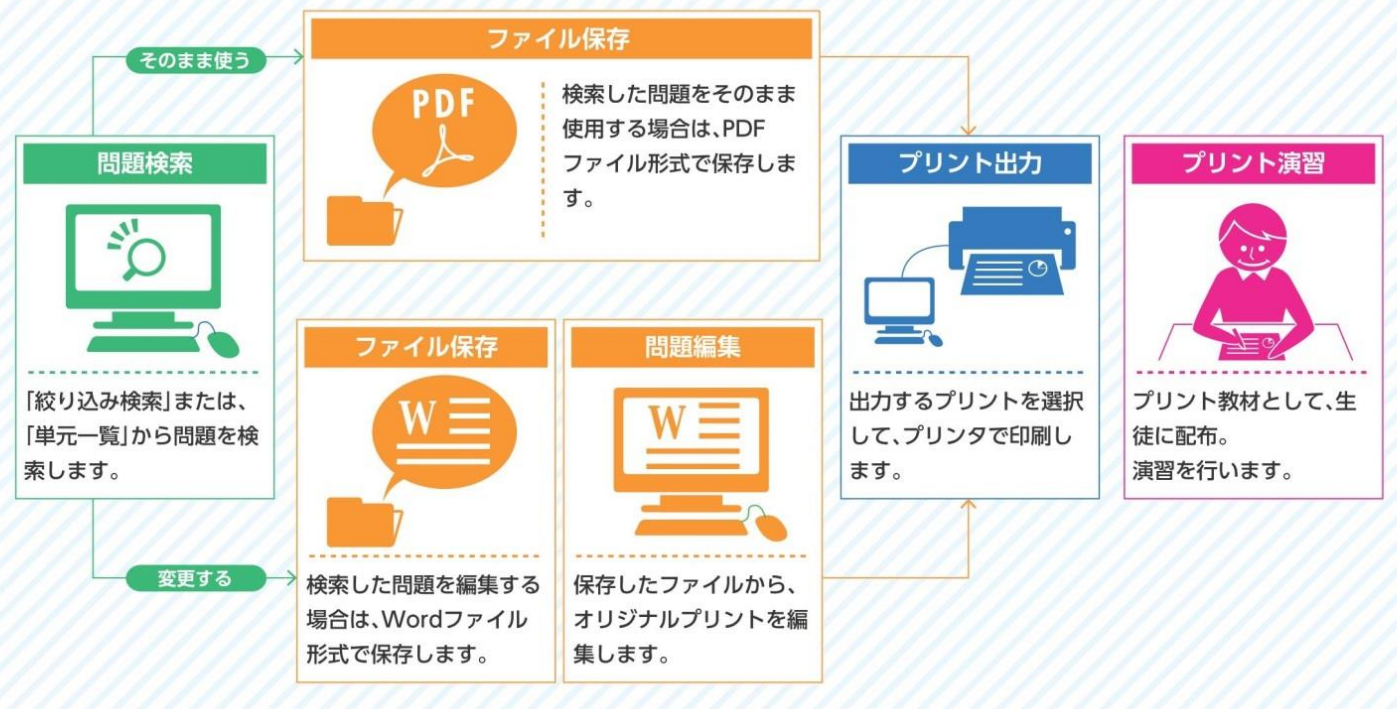 そのまま使う
ファイル保存
PDF
検索した問題をそのまま
使用する場合は、PDF
ファイル形式で保存しま
す。
問題検索
「絞り込み検索」または、
「単元一覧」から問題を検
索します。
変更する
ファイル保存
W
検索した問題を編集する
場合は、Wordファイル
形式で保存します。
問題編集
W
保存したファイルから、
オリジナルプリントを編
集します。
プリント出力
出力するプリントを選択
して、プリンタで印刷し
ます。
プリント演習
プリント教材として、生
徒に配布。
演習を行います。